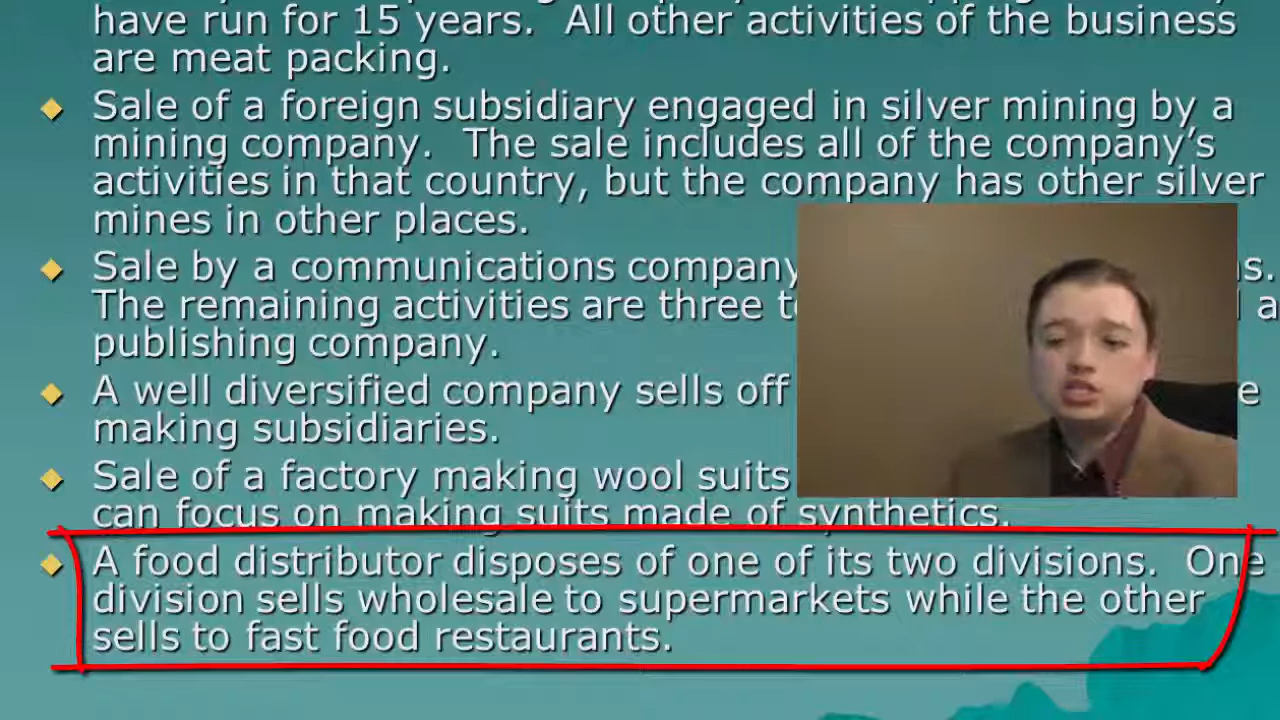 have run for 15 years. All other activities of the business
are meat packing.
Sale of a foreign subsidiary engaged in silver mining by a
mining company. The sale includes all of the company's
activities in that country, but the company has other silver
mines in other places.
Sale by a communications company
The remaining activities are three a
publishing company.
A well diversified company sells off
making subsidiaries.
Sale of a factory making wool suits
can focus on making suits made of synthetics.
A food distributor disposes of one of its two divisions. One
division sells wholesale to supermarkets while the other
sells to fast food restaurants.